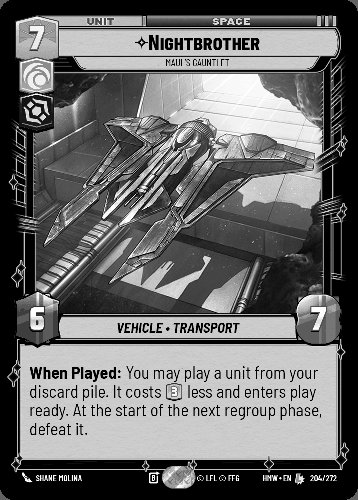 UNIT
SPACE
7
✧NIGHTBROTHER
MAUL'S GAUNTLET
6
7
VEHICLE • TRANSPORT
When Played: You may play a unit from your
discard pile. It costs 3 less and enters play
ready. At the start of the next regroup phase,
defeat it.
SHANE MOLINA
© LFL © FFG
HMW • EN
204/272